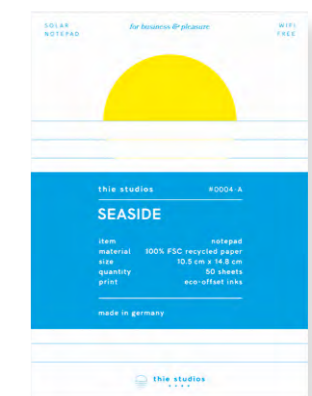 SOLAR
NOTEPAD
for business & pleasure
WIFI
FREE
thie studios #0004-A
SEASIDE
item notepad
material 100% FSC recycled paper
size 10.5 cm x 14.8 cm
quantity 50 sheets
print eco-offset inks
made in germany
thie studios